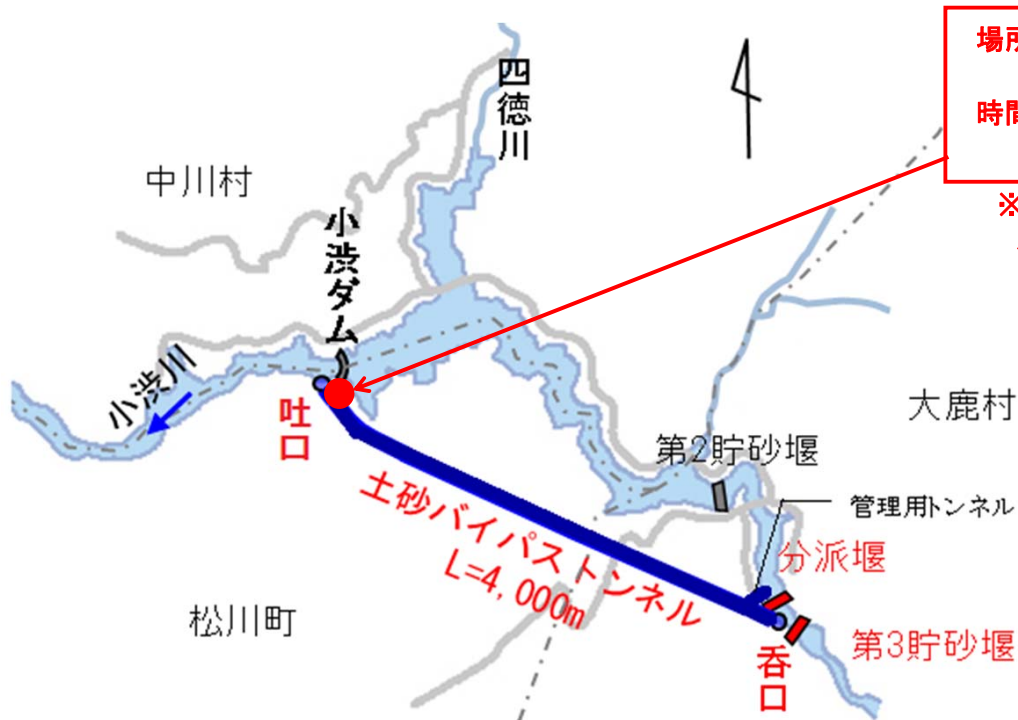 場所
時間
※
四徳川
中川村
小渋ダム
小渋川
吐口
大鹿村
第2貯砂堰
管理用トンネル
分派堰
土砂バイパストンネル
L=4,000m
松川町
第3貯砂堰
呑口